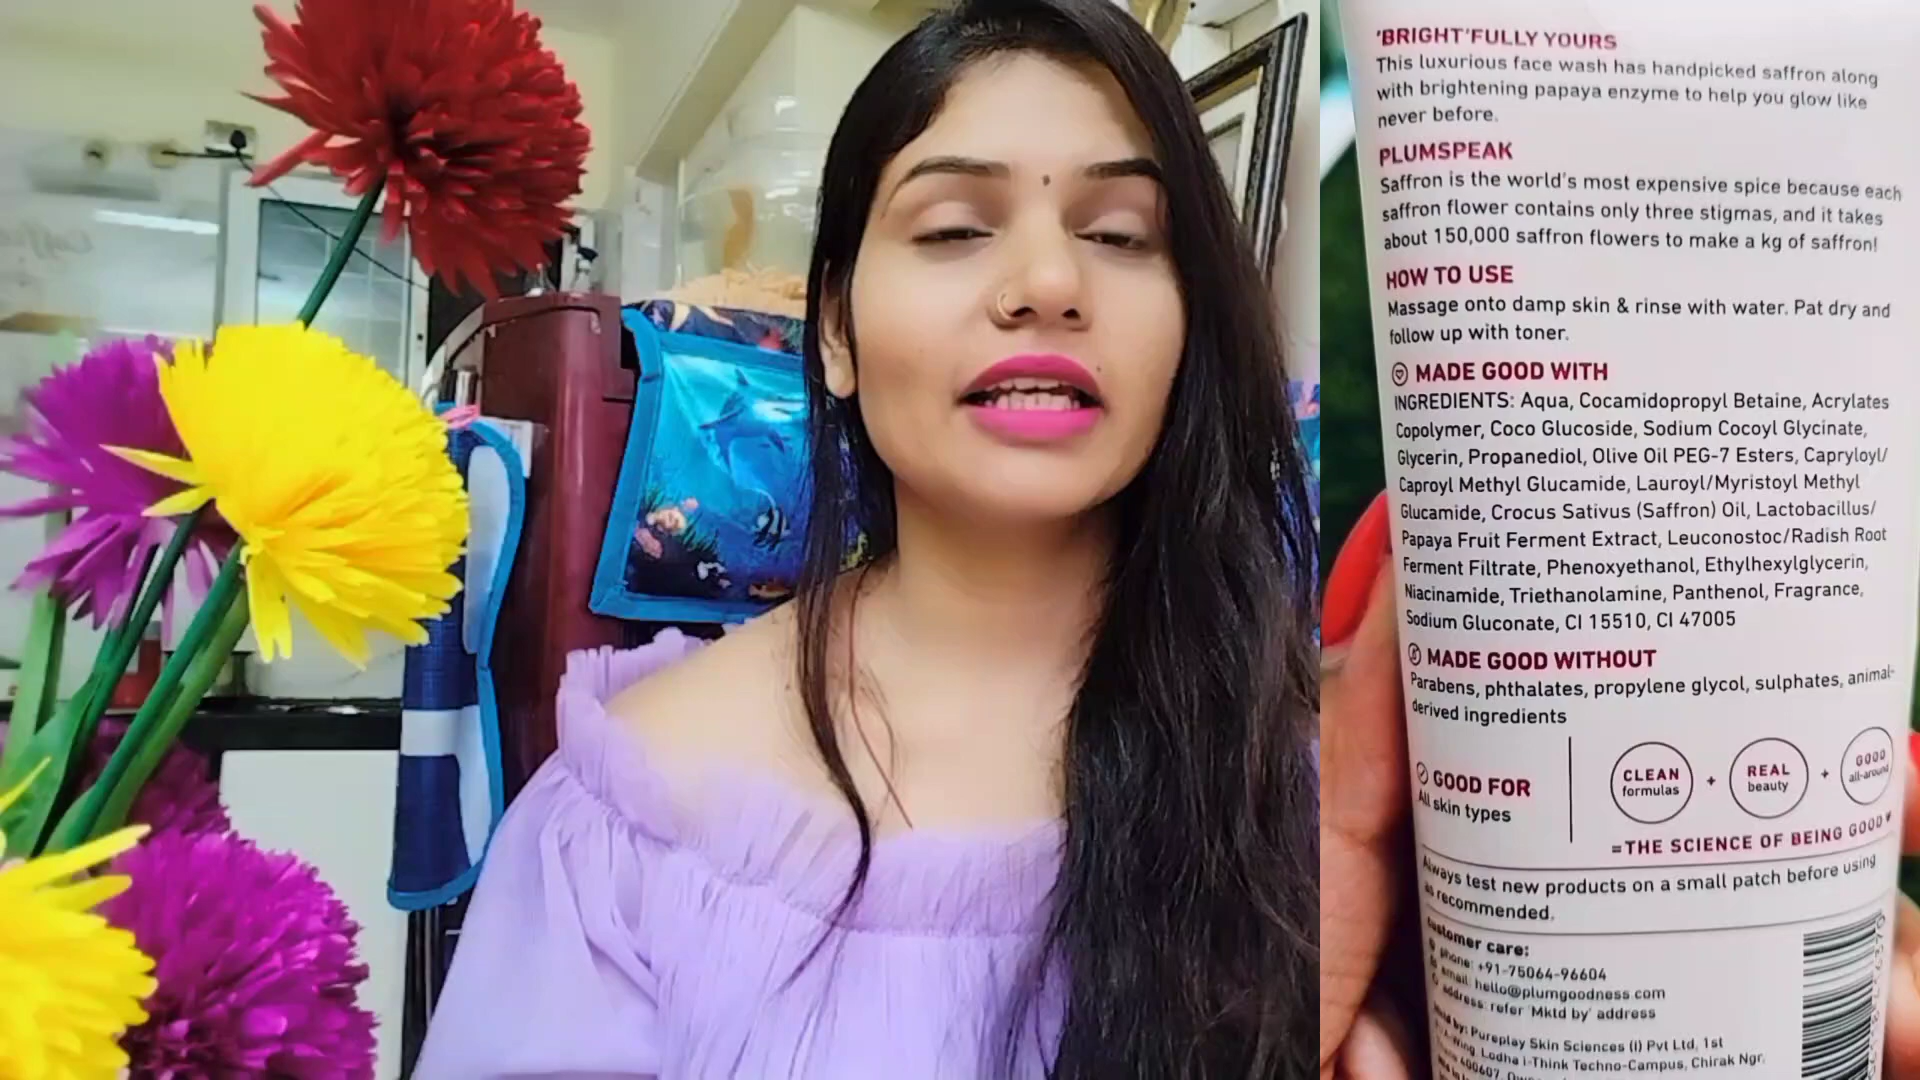 'BRIGHT'FULLY YOURS
This luxurious face wash has handpicked saffron along
with brightening papaya enzyme to help you glow like
never before.
PLUMSPEAK
Saffron is the world's most expensive spice because each
saffron flower contains only three stigmas, and it takes
about 150,000 saffron flowers to make a kg of saffron!
HOW TO USE
Massage onto damp skin & rinse with water. Pat dry and
follow up with toner.
MADE GOOD WITH
INGREDIENTS: Aqua, Cocamidopropyl Betaine, Acrylates
Copolymer, Coco Glucoside, Sodium Cocoyl Glycinate,
Glycerin, Propanediol, Olive Oil PEG-7 Esters, Capryloyl/
Caproyl Methyl Glucamide, Lauroyl/Myristoyl Methyl
Glucamide, Crocus Sativus (Saffron) Oil, Lactobacillus/
Papaya Fruit Ferment Extract, Leuconostoc/Radish Root
Ferment Filtrate, Phenoxyethanol, Ethylhexylglycerin,
Niacinamide, Triethanolamine, Panthenol, Fragrance,
Sodium Gluconate, CI 15510, CI 47005
MADE GOOD WITHOUT
Parabens, phthalates, propylene glycol, sulphates, animal-
derived ingredients
GOOD FOR
All skin types
CLEAN
formulas
+
REAL
beauty
+
GOOD
all-around
=THE SCIENCE OF BEING GOOD
Always test new products on a small patch before using
as recommended.
customer care:
phone: +91-75064-96604
email: hello@plumgoodness.com
address: refer 'Mktd by' address
by: Pureplay Skin Sciences (I) Pvt Ltd, 1st
Lodha i-Think Techno-Campus, Chirak Ngr.
400607,